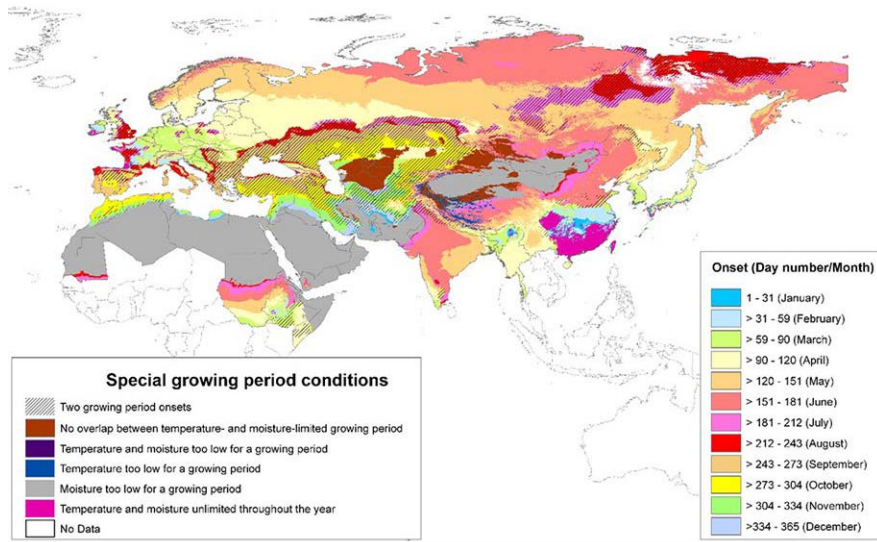 Onset (Day number/Month)
1 - 31 (January)
> 31 - 59 (February)
> 59 - 90 (March)
> 90 - 120 (April)
> 120 - 151 (May)
> 151 - 181 (June)
> 181 - 212 (July)
> 212 - 243 (August)
> 243 - 273 (September)
> 273 - 304 (October)
> 304 - 334 (November)
>334 - 365 (December)
Special growing period conditions
Two growing period onsets
No overlap between temperature- and moisture-limited growing period
Temperature and moisture too low for a growing period
Temperature too low for a growing period
Moisture too low for a growing period
Temperature and moisture unlimited throughout the year
No Data